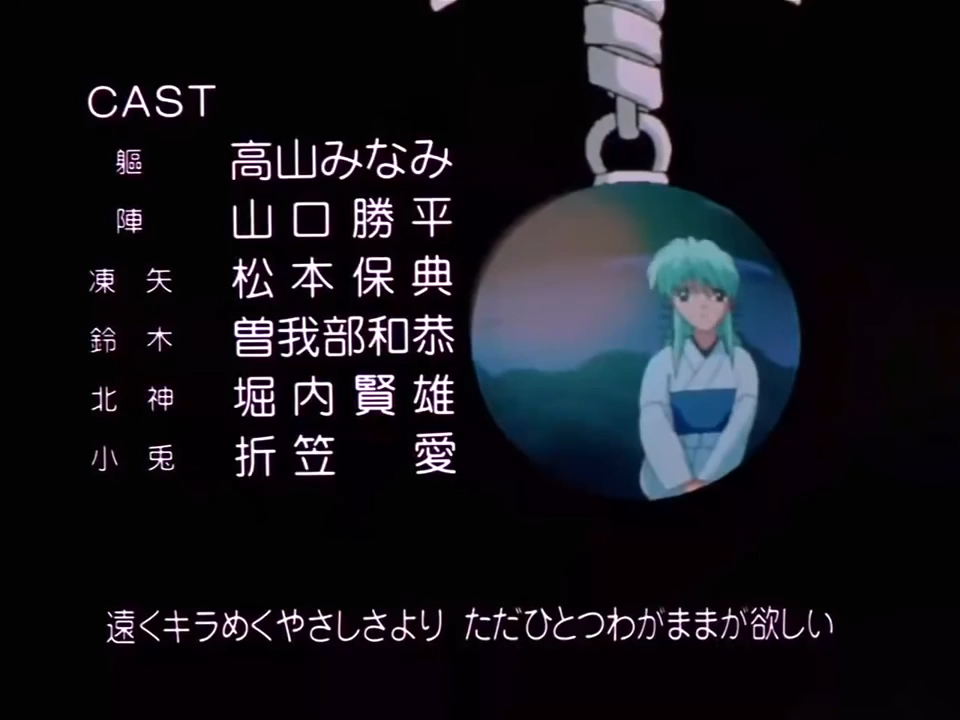 CAST
軀 高山みなみ
陣 山口勝平
凍矢 松本保典
鈴木 曽我部和恭
北神 堀内賢雄
小兎 折笠 愛
遠くキラめくやさしさより ただひとつわがままが欲しい